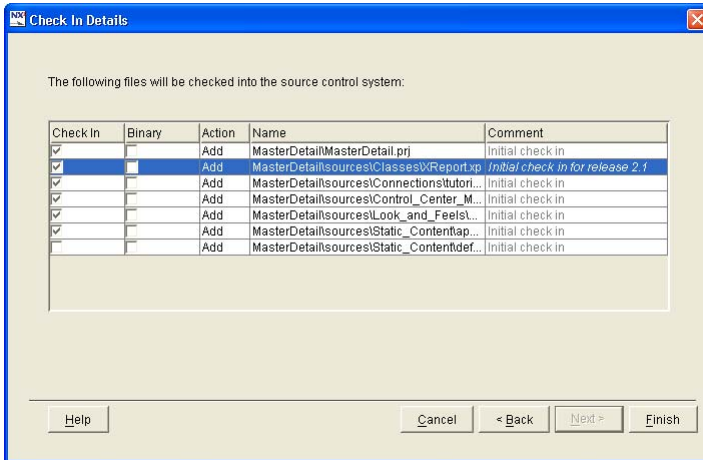 NX Check In Details
The following files will be checked into the source control system:
Check In Binary Action Name Comment
Add MasterDetail\MasterDetail.prj Initial check in
Add MasterDetail\sources\Classes\XReport.xp Initial check in for release 2.1
Add MasterDetail\sources\Connections\tutori... Initial check in
Add MasterDetail\sources\Control_Center_M... Initial check in
Add MasterDetail\sources\Look_and_Feels\... Initial check in
Add MasterDetail\sources\Static_Content\ap... Initial check in
Add MasterDetail\sources\Static_Content\def... Initial check in
Help Cancel < Back Next > Finish